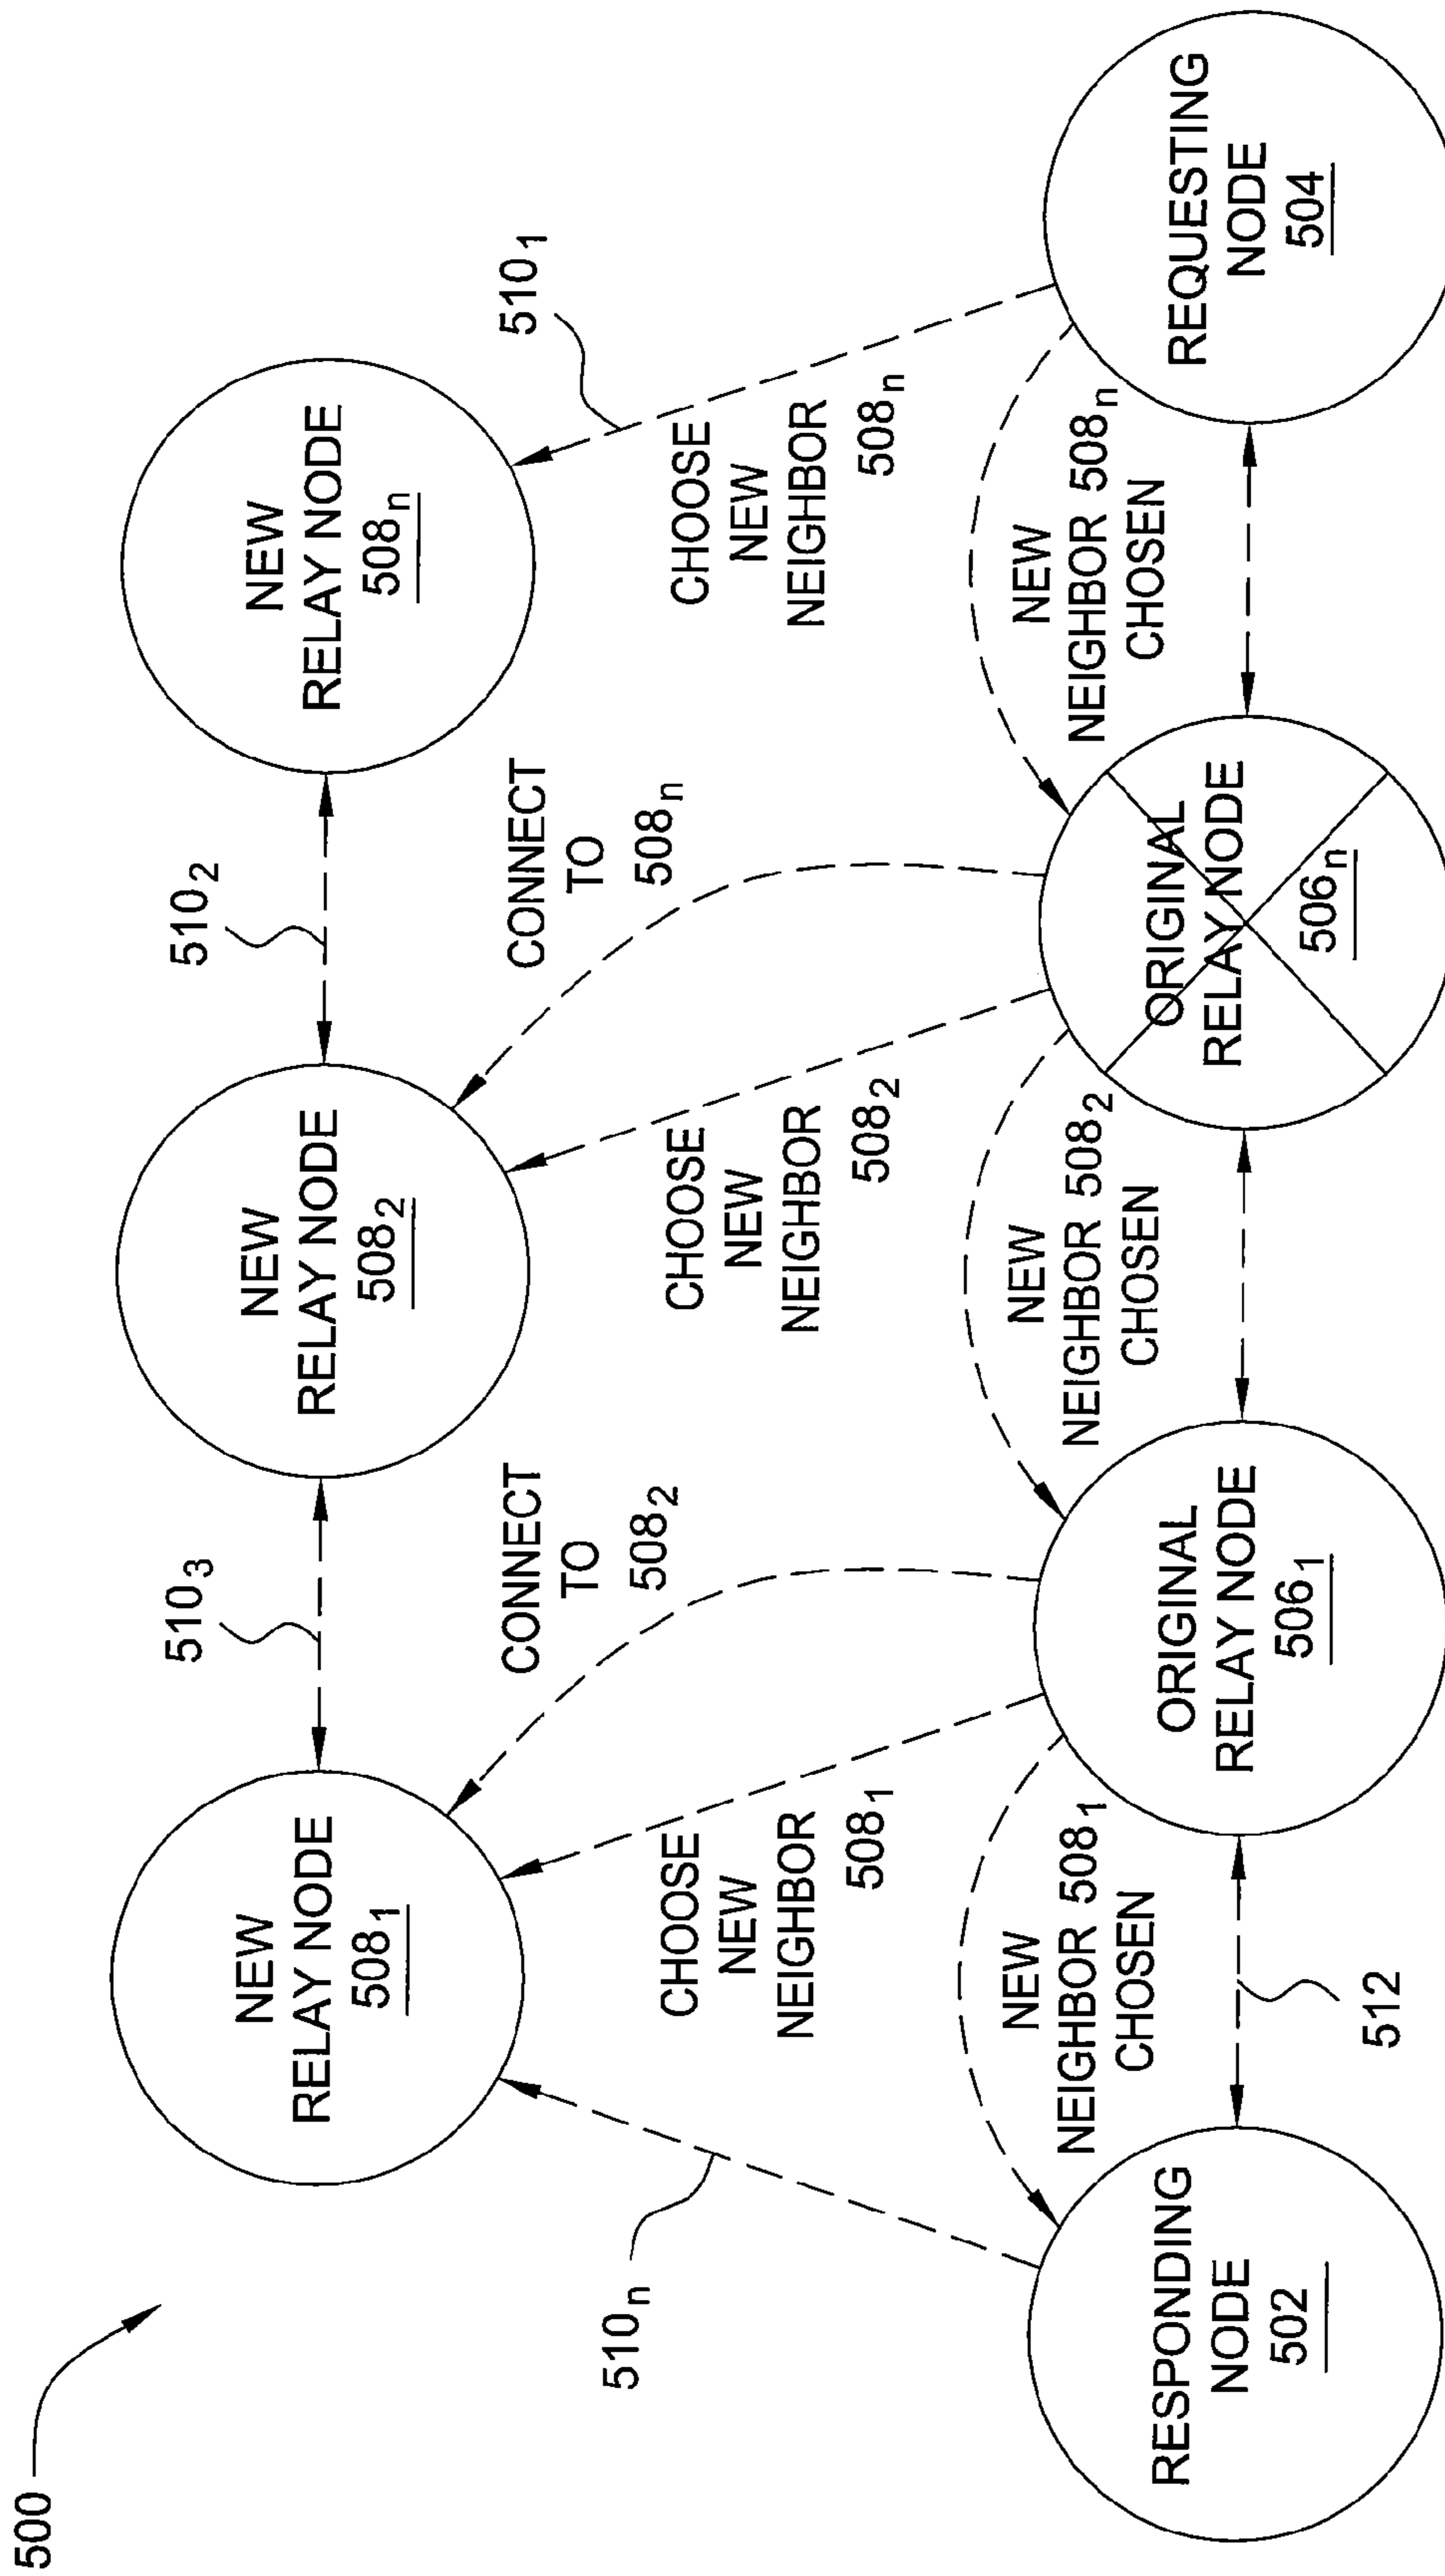 500
NEW
RELAY NODE
508₁
510₃
NEW
RELAY NODE
508₂
510₂
NEW
RELAY NODE
508ₙ
510ₙ
CHOOSE
NEW
NEIGHBOR
508₁
CONNECT
TO
508₂
CHOOSE
NEW
NEIGHBOR
508₂
CONNECT
TO
508ₙ
CHOOSE
NEW
NEIGHBOR
508ₙ
510₁
NEW
NEIGHBOR 508₁
CHOSEN
NEW
NEIGHBOR 508₂
CHOSEN
NEW
NEIGHBOR 508ₙ
CHOSEN
RESPONDING
NODE
502
512
ORIGINAL
RELAY NODE
506₁
ORIGINAL
RELAY NODE
506ₙ
REQUESTING
NODE
504